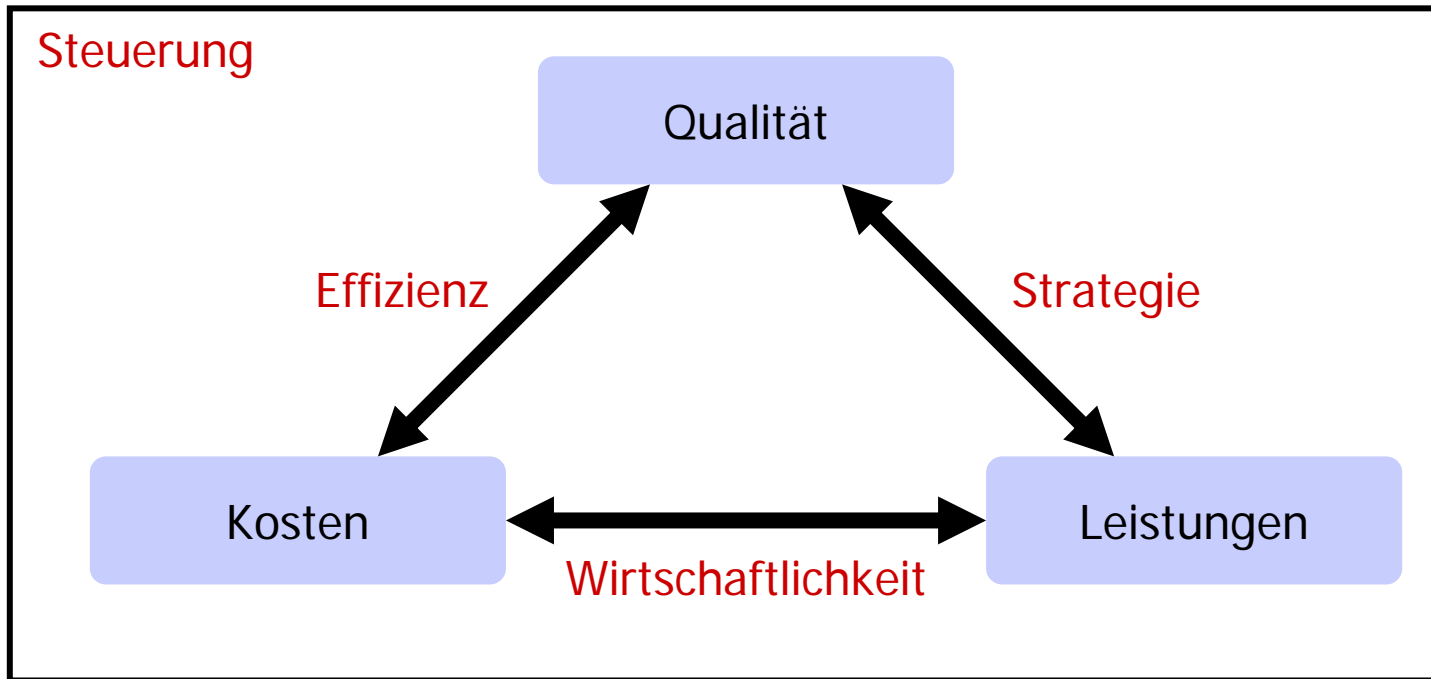 Steuerung
Qualität
Effizienz
Strategie
Kosten
Leistungen
Wirtschaftlichkeit